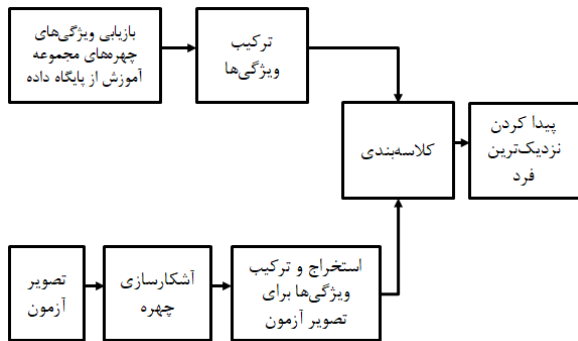 بازیابی ویژگی‌های
چهره‌های مجموعه
آموزش از پایگاه داده
ترکیب
ویژگی‌ها
کلاسه‌بندی
پیدا کردن
نزدیک‌ترین
فرد
تصویر
آزمون
آشکارسازی
چهره
استخراج و ترکیب
ویژگی‌ها برای
تصویر آزمون